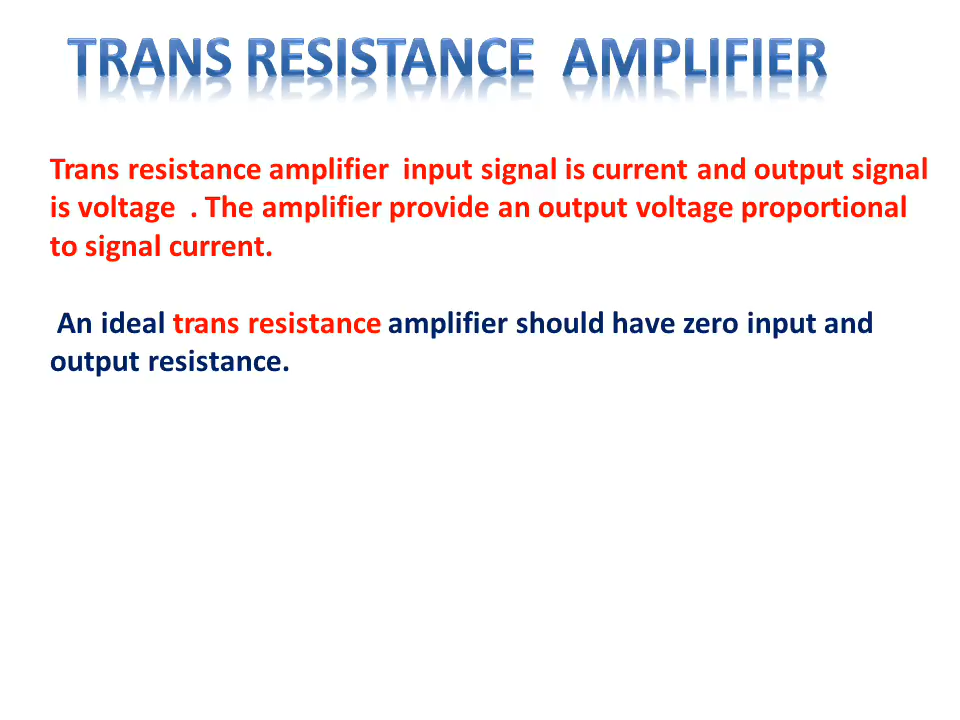 TRANS RESISTANCE AMPLIFIER
Trans resistance amplifier input signal is current and output signal
is voltage . The amplifier provide an output voltage proportional
to signal current.
An ideal trans resistance amplifier should have zero input and
output resistance.